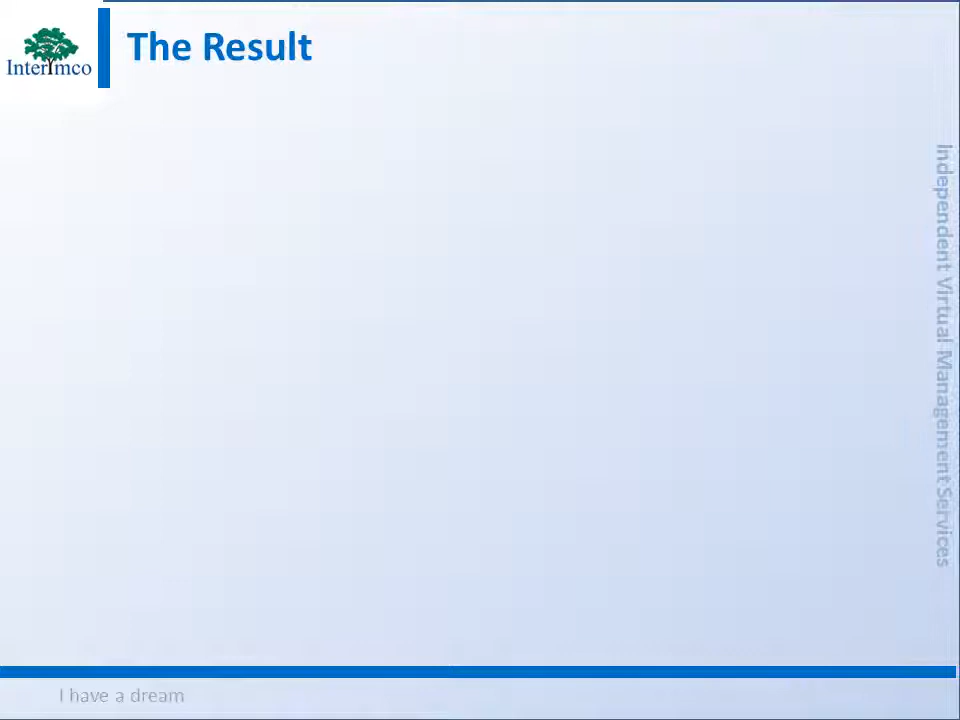 The Result
InterImco
Independent Virtual Management Services
I have a dream